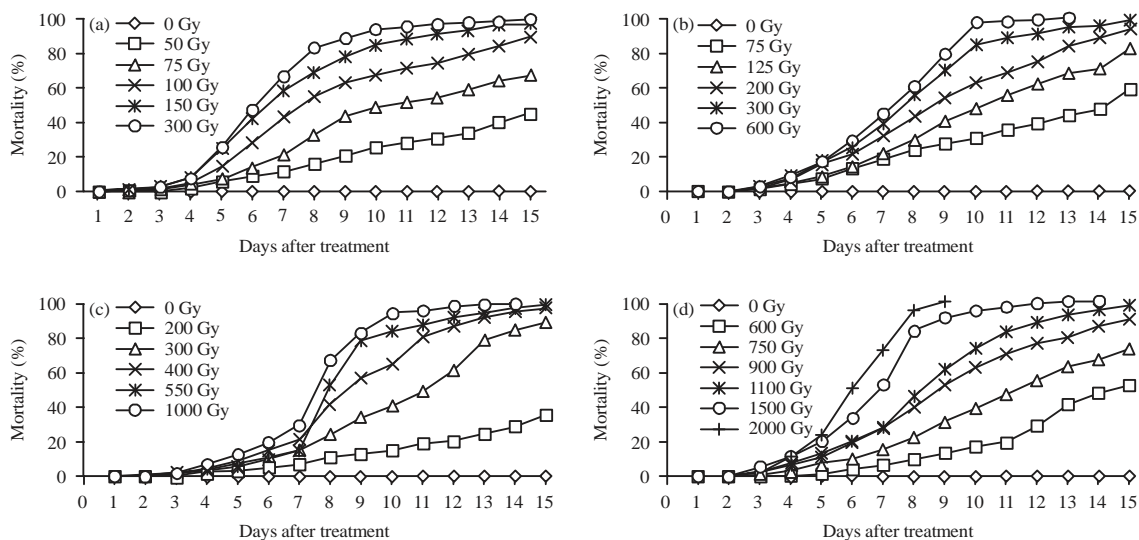 (a)
0 Gy
50 Gy
75 Gy
100 Gy
150 Gy
300 Gy
Mortality (%)
100
80
60
40
20
0
1 2 3 4 5 6 7 8 9 10 11 12 13 14 15
Days after treatment
(b)
0 Gy
75 Gy
125 Gy
200 Gy
300 Gy
600 Gy
Mortality (%)
100
80
60
40
20
0
0 1 2 3 4 5 6 7 8 9 10 11 12 13 14 15
Days after treatment
(c)
0 Gy
200 Gy
300 Gy
400 Gy
550 Gy
1000 Gy
Mortality (%)
100
80
60
40
20
0
0 1 2 3 4 5 6 7 8 9 10 11 12 13 14 15
Days after treatment
(d)
0 Gy
600 Gy
750 Gy
900 Gy
1100 Gy
1500 Gy
2000 Gy
Mortality (%)
100
80
60
40
20
0
0 1 2 3 4 5 6 7 8 9 10 11 12 13 14 15
Days after treatment